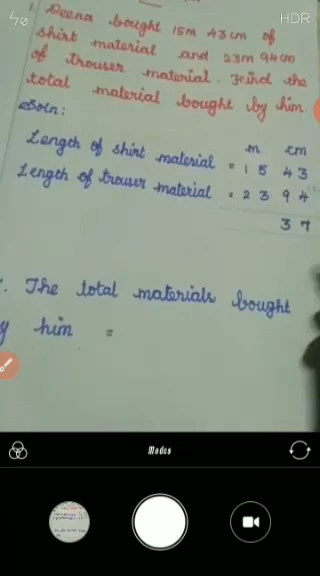 HDR
1. Deena bought 15m 43cm of
shirt material and 23m 94cm
of trouser material. Find the
total material bought by him.
Soln:
m cm
Length of shirt material = 1 5 4 3
Length of trouser material = 2 3 9 4
3 7
∴ The total materials bought
by him =
Modes